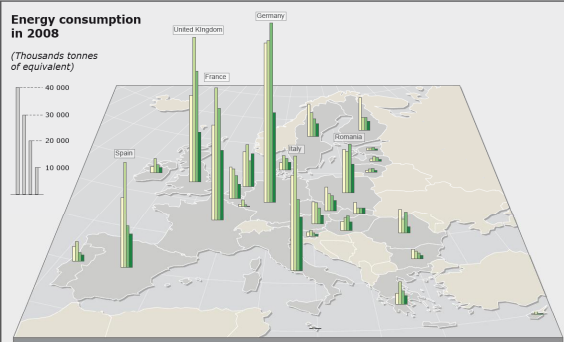 Energy consumption
in 2008
(Thousands tonnes
of equivalent)
40 000
30 000
20 000
10 000
Germany
United Kingdom
France
Romania
Italy
Spain